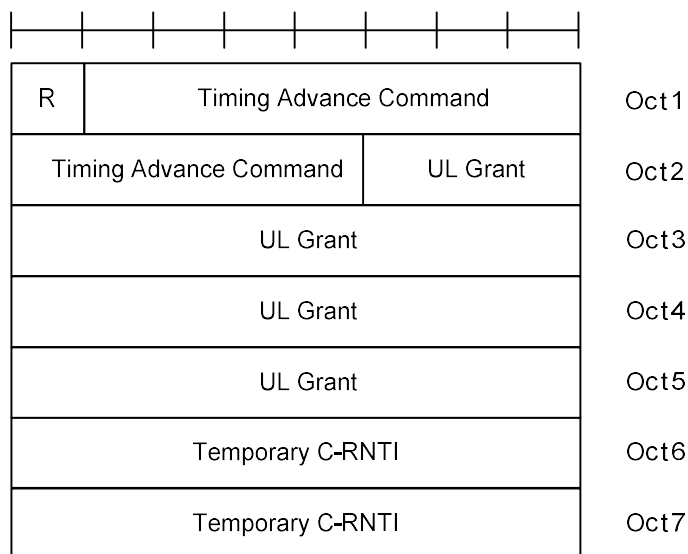 R Timing Advance Command Oct1
Timing Advance Command UL Grant Oct2
UL Grant Oct3
UL Grant Oct4
UL Grant Oct5
Temporary C-RNTI Oct6
Temporary C-RNTI Oct7